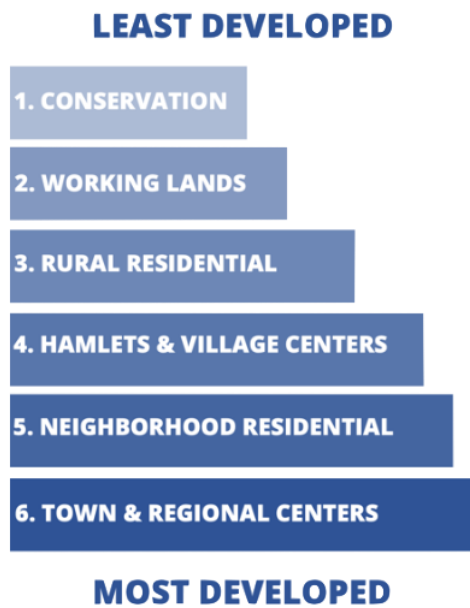 LEAST DEVELOPED
1. CONSERVATION
2. WORKING LANDS
3. RURAL RESIDENTIAL
4. HAMLETS & VILLAGE CENTERS
5. NEIGHBORHOOD RESIDENTIAL
6. TOWN & REGIONAL CENTERS
MOST DEVELOPED